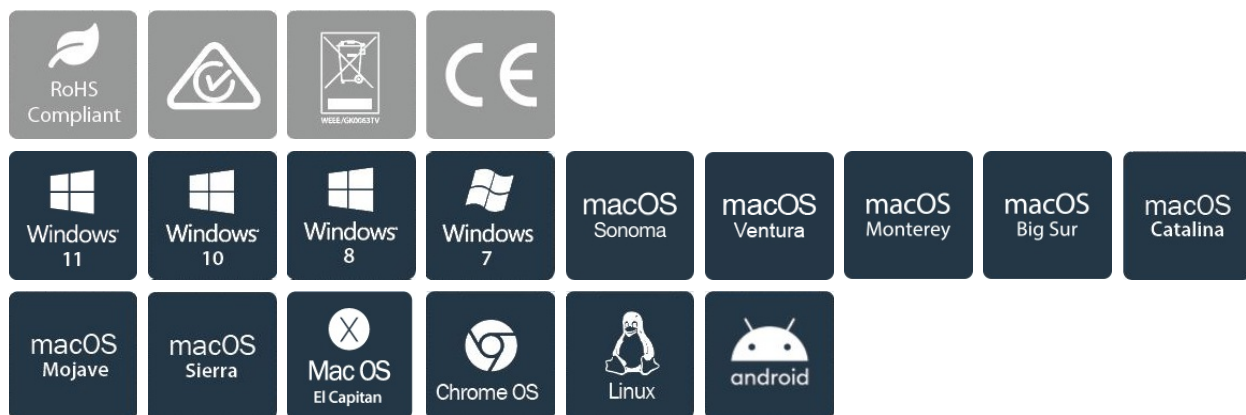 RoHS
Compliant
WEEE/GK0063TV
CE
Windows
11
Windows
10
Windows
8
Windows
7
macOS
Sonoma
macOS
Ventura
macOS
Monterey
macOS
Big Sur
macOS
Catalina
macOS
Mojave
macOS
Sierra
X
Mac OS
El Capitan
Chrome OS
Linux
android